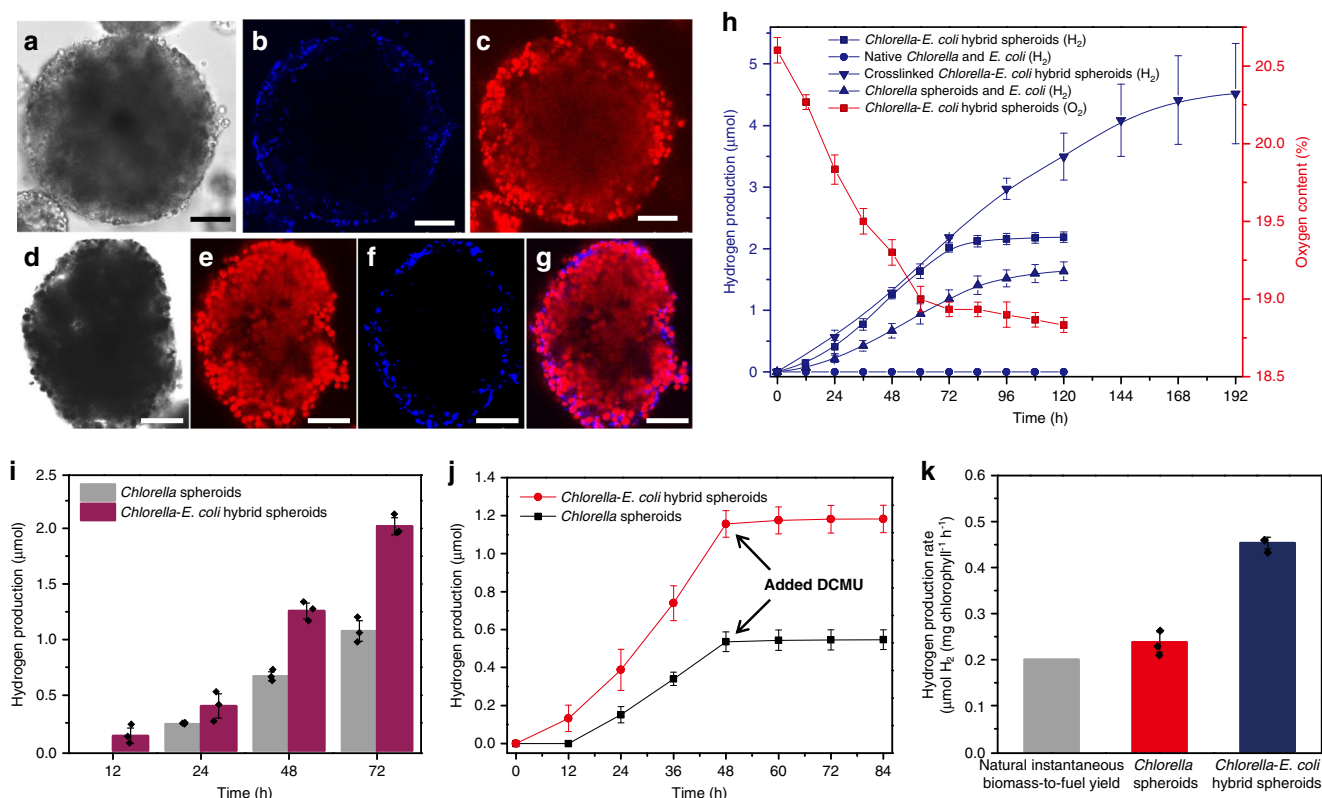 a
b
c
d
e
f
g
h
Chlorella-E. coli hybrid spheroids (H₂)
Native Chlorella and E. coli (H₂)
Crosslinked Chlorella-E. coli hybrid spheroids (H₂)
Chlorella spheroids and E. coli (H₂)
Chlorella-E. coli hybrid spheroids (O₂)
Hydrogen production (μmol)
5
4
3
2
1
0
Oxygen content (%)
20.5
20.0
19.5
19.0
18.5
0 24 48 72 96 120 144 168 192
Time (h)
i
Chlorella spheroids
Chlorella-E. coli hybrid spheroids
Hydrogen production (μmol)
2.5
2.0
1.5
1.0
0.5
0.0
12 24 48 72
Time (h)
j
Chlorella-E. coli hybrid spheroids
Chlorella spheroids
Added DCMU
Hydrogen production (μmol)
1.4
1.2
1.0
0.8
0.6
0.4
0.2
0.0
0 12 24 36 48 60 72 84
Time (h)
k
Hydrogen production rate
(μmol H₂ (mg chlorophyll)⁻¹ h⁻¹)
0.6
0.5
0.4
0.3
0.2
0.1
0.0
Natural instantaneous
biomass-to-fuel yield
Chlorella
spheroids
Chlorella-E. coli
hybrid spheroids